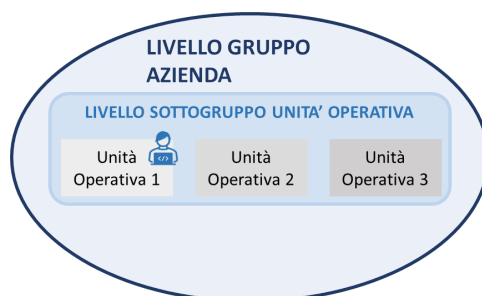 LIVELLO GRUPPO
AZIENDA
LIVELLO SOTTOGRUPPO UNITA’ OPERATIVA
Unità
Operativa 1
Unità
Operativa 2
Unità
Operativa 3